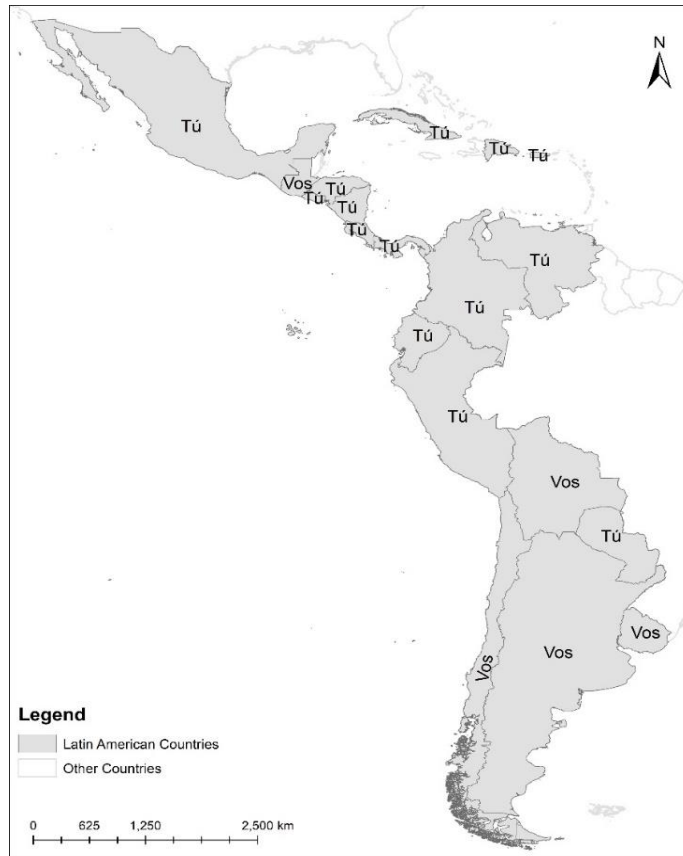 N
Tú
Tú
Tú
Tú
Vos
Tú
Tú
Tú
Tú
Tú
Tú
Tú
Tú
Tú
Vos
Tú
Vos
Vos
Vos
Legend
Latin American Countries
Other Countries
0 625 1,250 2,500 km